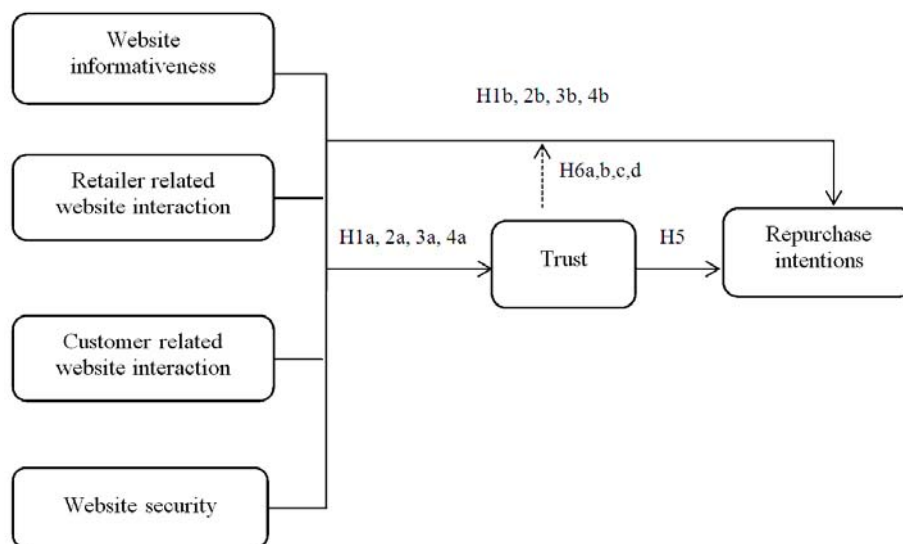 Website
informativeness
H1b, 2b, 3b, 4b
Retailer related
website interaction
H6a,b,c,d
H1a, 2a, 3a, 4a
Trust
H5
Repurchase
intentions
Customer related
website interaction
Website security